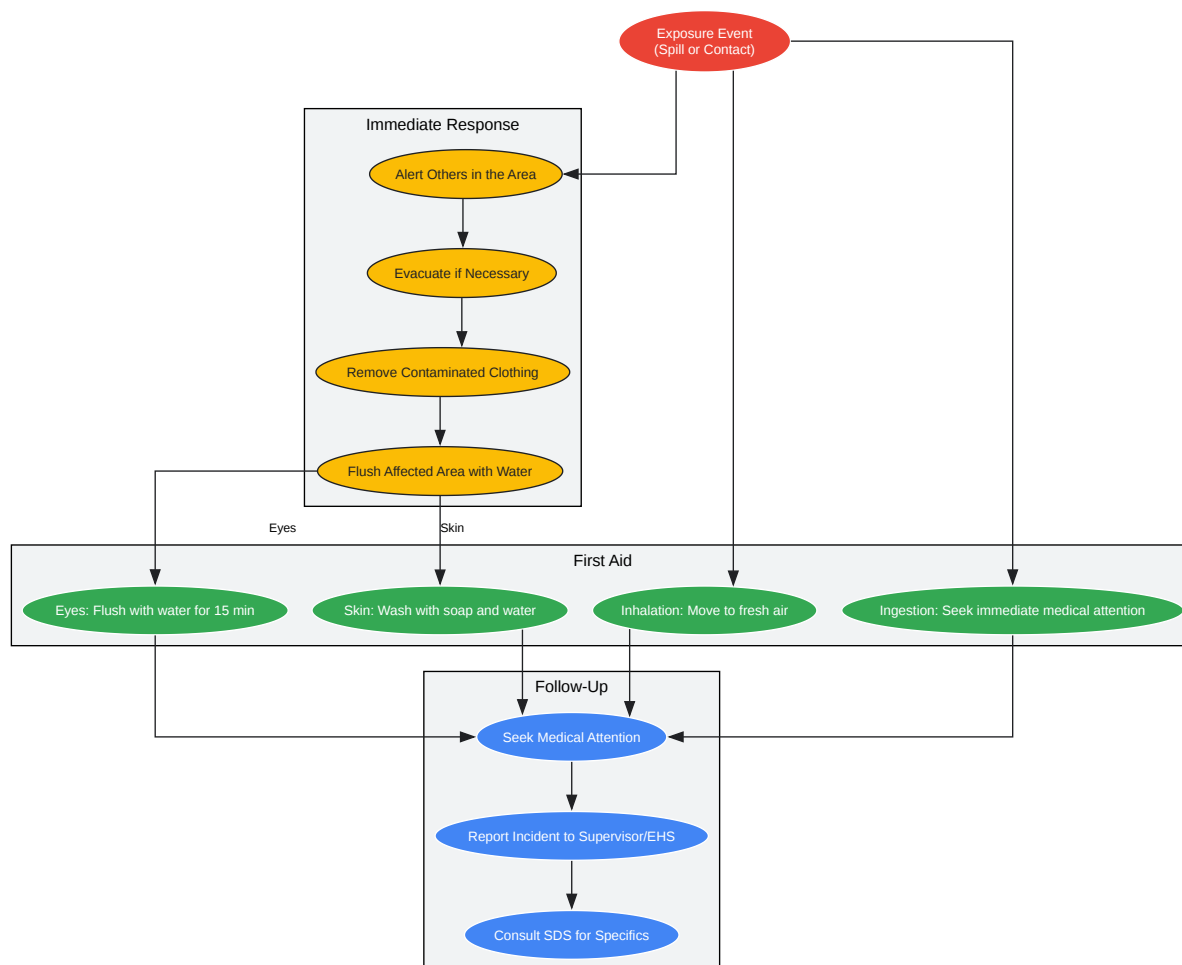 Exposure Event
(Spill or Contact)
Immediate Response
Alert Others in the Area
Evacuate if Necessary
Remove Contaminated Clothing
Flush Affected Area with Water
Eyes
Skin
First Aid
Eyes: Flush with water for 15 min
Skin: Wash with soap and water
Inhalation: Move to fresh air
Ingestion: Seek immediate medical attention
Follow-Up
Seek Medical Attention
Report Incident to Supervisor/EHS
Consult SDS for Specifics